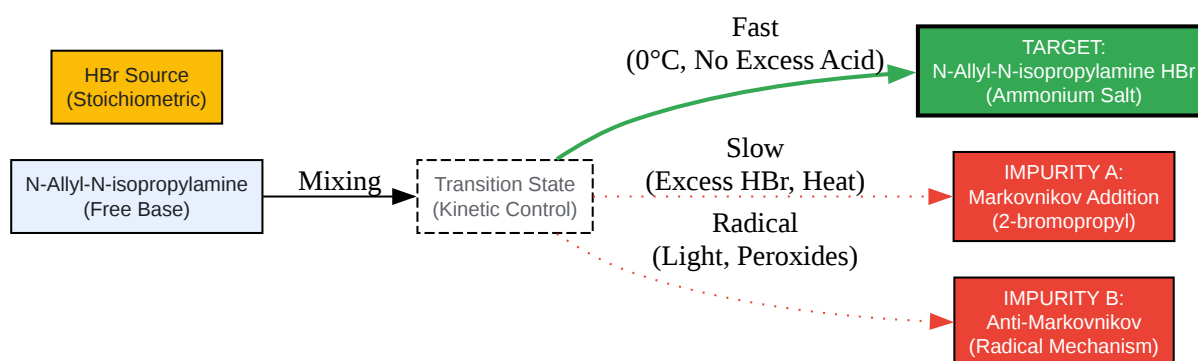 HBr Source
(Stoichiometric)
N-Allyl-N-isopropylamine
(Free Base)
Mixing
Transition State
(Kinetic Control)
Fast
(0°C, No Excess Acid)
TARGET:
N-Allyl-N-isopropylamine HBr
(Ammonium Salt)
Slow
(Excess HBr, Heat)
IMPURITY A:
Markovnikov Addition
(2-bromopropyl)
Radical
(Light, Peroxides)
IMPURITY B:
Anti-Markovnikov
(Radical Mechanism)